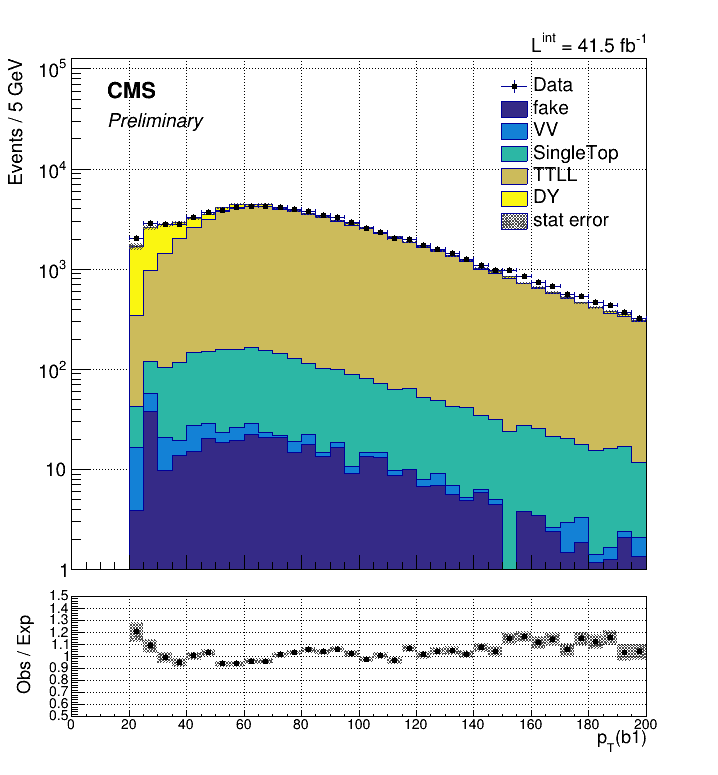 L^int = 41.5 fb^-1
Events / 5 GeV
10^5
10^4
10^3
10^2
10
1
CMS
Preliminary
Data
fake
VV
SingleTop
TTLL
DY
stat error
Obs / Exp
1.5
1.4
1.3
1.2
1.1
1
0.9
0.8
0.7
0.6
0.5
0 20 40 60 80 100 120 140 160 180 200
p_T(b1)